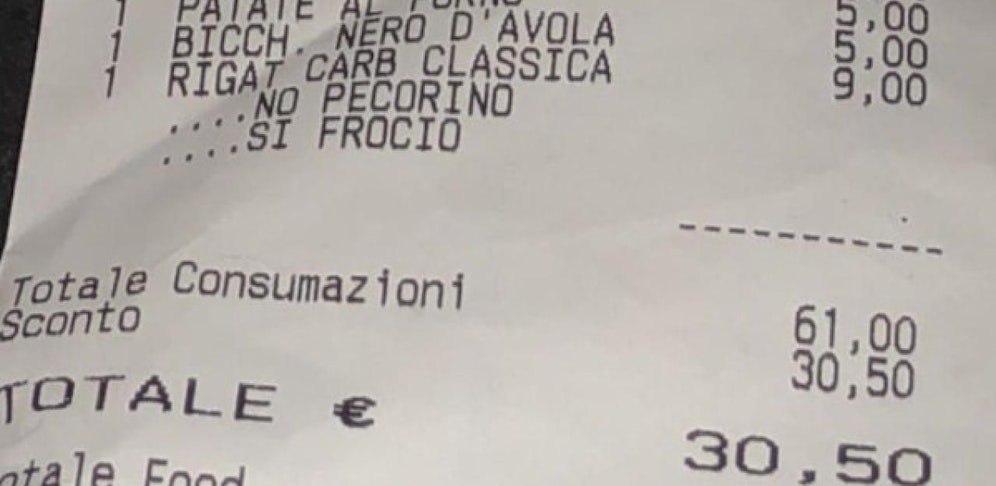 1 PATATE AL FORNO 5,00
1 BICCH. NERO D'AVOLA 5,00
1 RIGAT CARB CLASSICA 9,00
....NO PECORINO
....SI FROCIO
-----------
Totale Consumazioni 61,00
Sconto 30,50
TOTALE € 30,50
otale Food